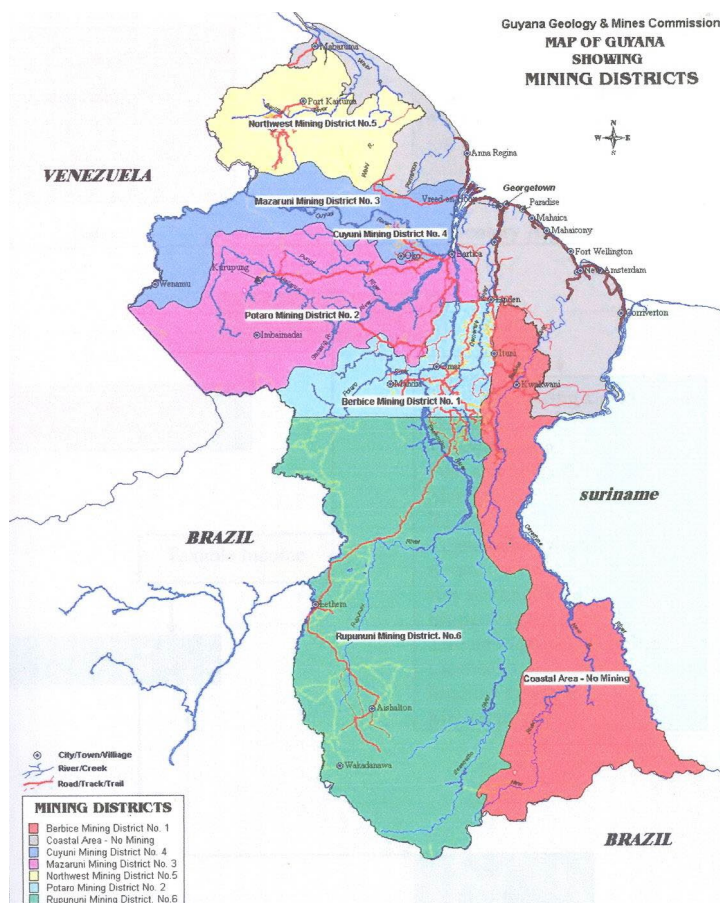 Guyana Geology & Mines Commission
MAP OF GUYANA
SHOWING
MINING DISTRICTS
Mabaruma
Port Kaituma
Northwest Mining District No.5
VENEZUELA
Anna Regina
Mazaruni Mining District No. 3
Georgetown
Paradise
Mahaica
Mahaicony
Cuyuni Mining District No. 4
Bartica
Fort Wellington
New Amsterdam
Kurupung
Wenamu
Linden
Corriverton
Potaro Mining District No. 2
Imbaimadai
Ituni
Omai
Mahdia
Kwakwani
Berbice Mining District No. 1
suriname
BRAZIL
River
Lethem
Rupununi Mining District. No.6
Coastal Area - No Mining
Aishalton
River
City/Town/Villiage
River/Creek
Road/Track/Trail
MINING DISTRICTS
Berbice Mining District No. 1
Coastal Area - No Mining
Cuyuni Mining District No. 4
Mazaruni Mining District No. 3
Northwest Mining District No.5
Potaro Mining District No. 2
Rupununi Mining District. No.6
BRAZIL